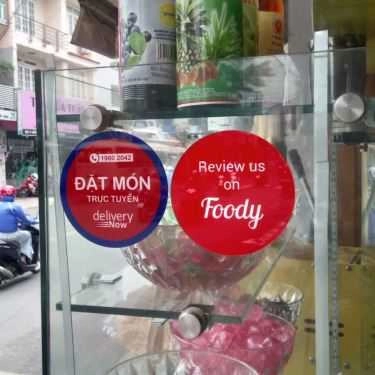 1900 2042
ĐẶT MÓN
TRỰC TUYẾN
delivery
Now
Review us
on
Foody